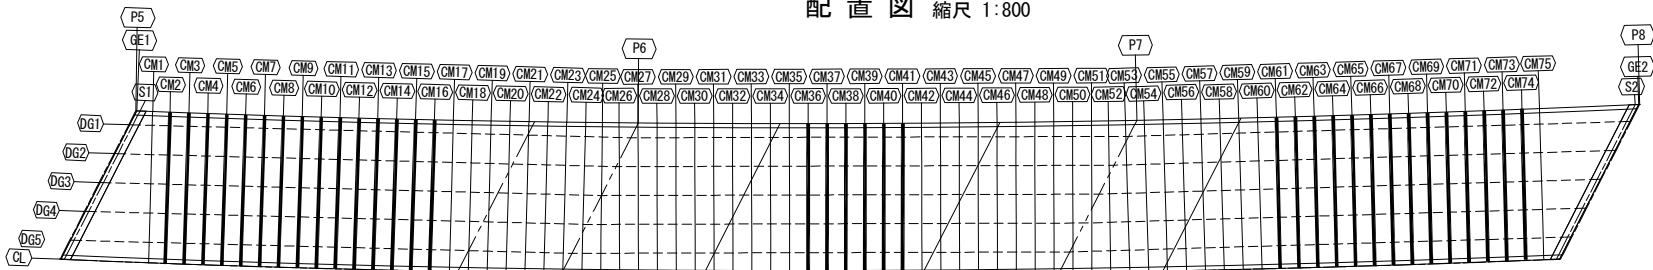 配置図 縮尺 1:800
P5 P6 P7 P8
GE1 GE2
CM1 CM3 CM5 CM7 CM9 CM11 CM13 CM15 CM17 CM19 CM21 CM23 CM25 CM27 CM29 CM31 CM33 CM35 CM37 CM39 CM41 CM43 CM45 CM47 CM49 CM51 CM53 CM55 CM57 CM59 CM61 CM63 CM65 CM67 CM69 CM71 CM73 CM75
S1 CM2 CM4 CM6 CM8 CM10 CM12 CM14 CM16 CM18 CM20 CM22 CM24 CM26 CM28 CM30 CM32 CM34 CM36 CM38 CM40 CM42 CM44 CM46 CM48 CM50 CM52 CM54 CM56 CM58 CM60 CM62 CM64 CM66 CM68 CM70 CM72 CM74 S2
DG1
DG2
DG3
DG4
DG5
CL